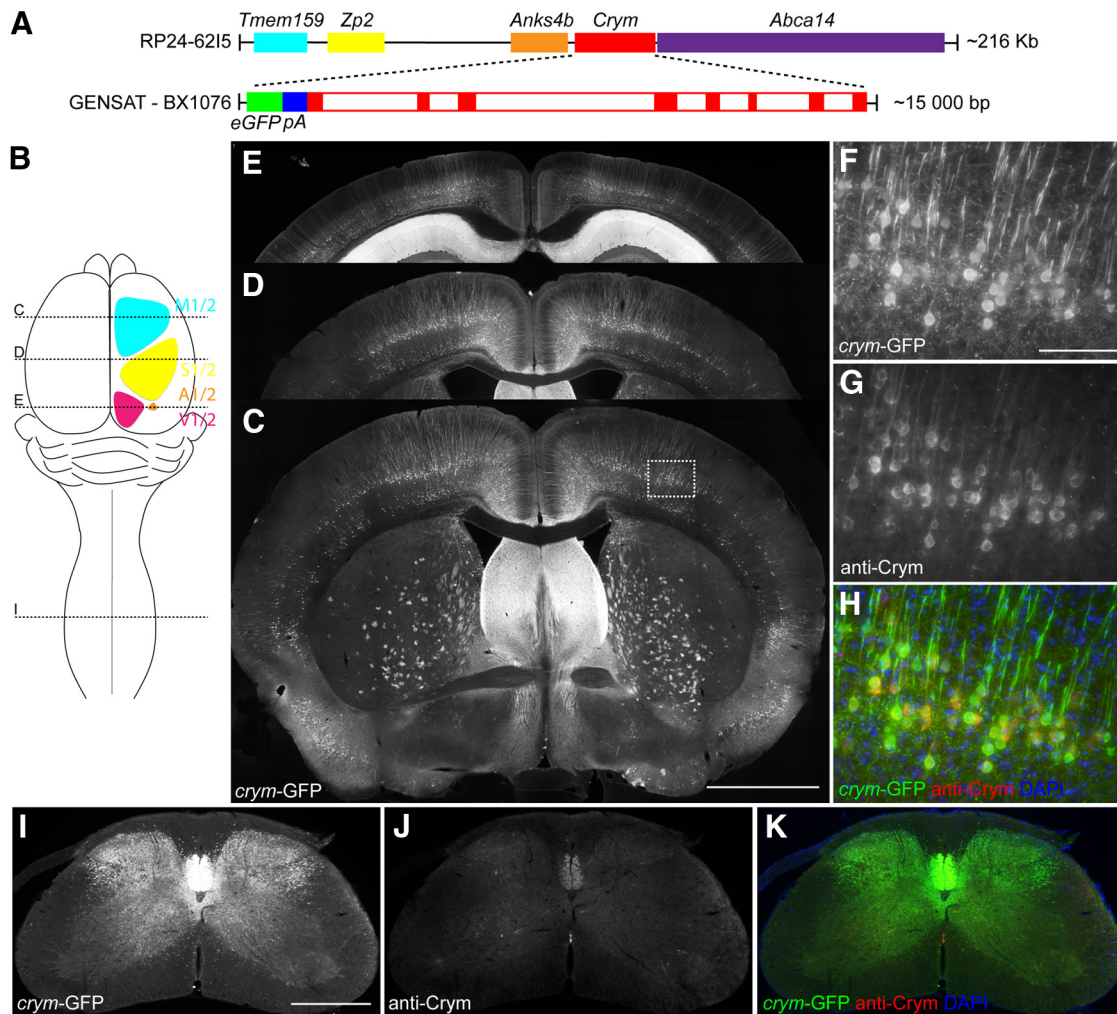 A
Tmem159 Zp2 Anks4b Crym Abca14
RP24-62I5 ~216 Kb
GENSAT - BX1076 ~15 000 bp
eGFP pA
B
C M1/2
D S1/2
E A1/2
V1/2
I
E
D
C
crym-GFP
F
crym-GFP
G
anti-Crym
H
crym-GFP anti-Crym DAPI
I
crym-GFP
J
anti-Crym
K
crym-GFP anti-Crym DAPI